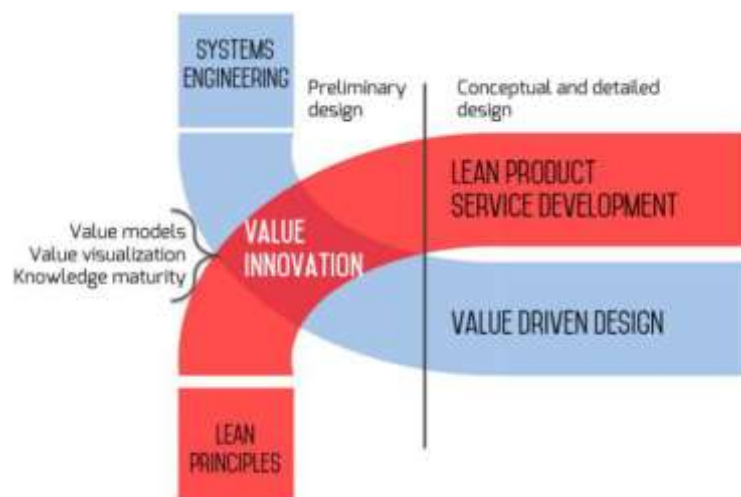 SYSTEMS
ENGINEERING
Preliminary
design
Conceptual and detailed
design
LEAN PRODUCT
SERVICE DEVELOPMENT
Value models
Value visualization
Knowledge maturity
VALUE
INNOVATION
VALUE DRIVEN DESIGN
LEAN
PRINCIPLES